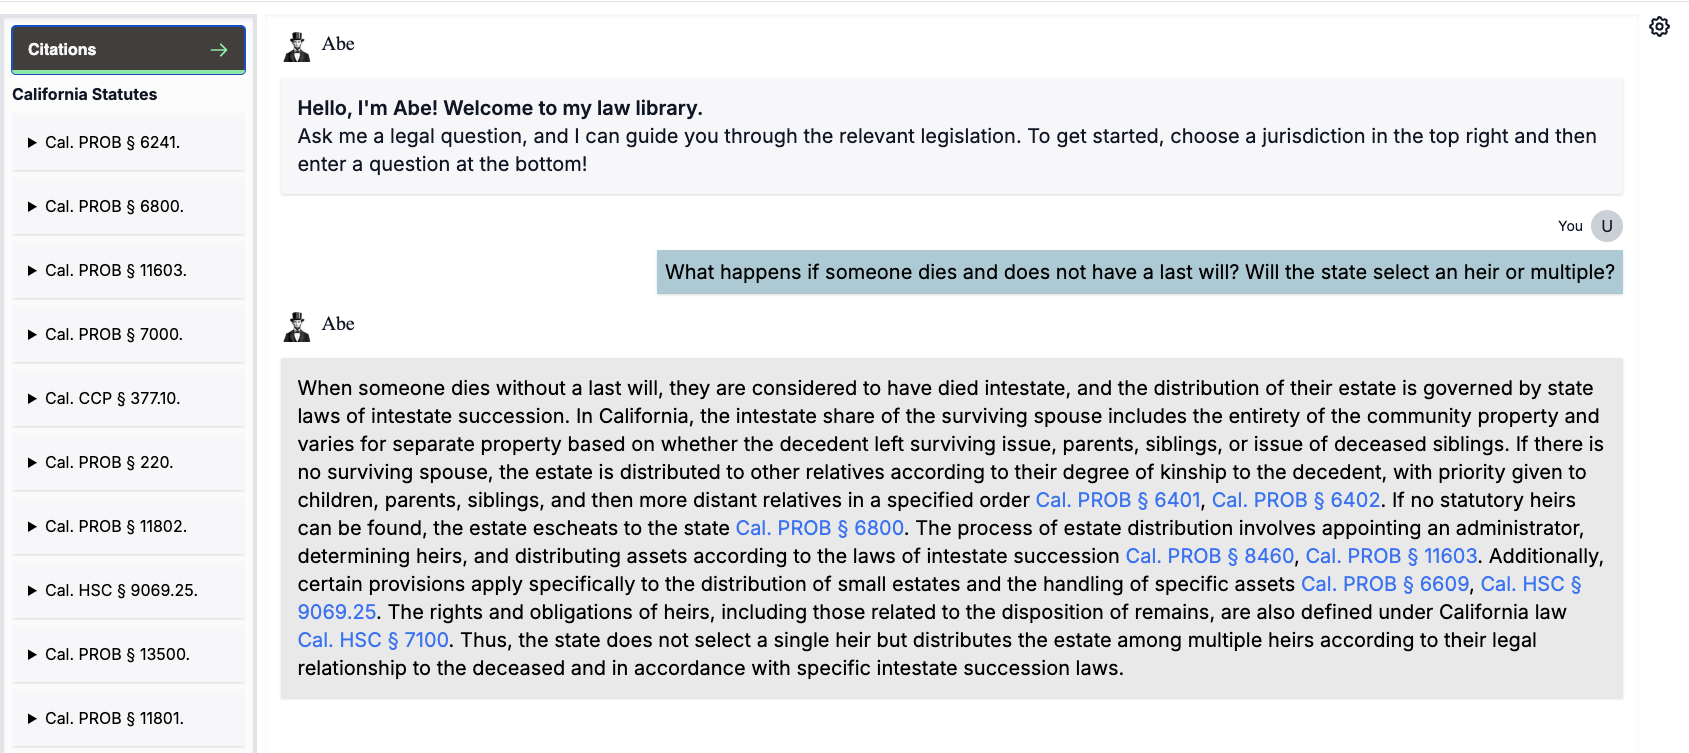 Citations →
California Statutes
▶ Cal. PROB § 6241.
▶ Cal. PROB § 6800.
▶ Cal. PROB § 11603.
▶ Cal. PROB § 7000.
▶ Cal. CCP § 377.10.
▶ Cal. PROB § 220.
▶ Cal. PROB § 11802.
▶ Cal. HSC § 9069.25.
▶ Cal. PROB § 13500.
▶ Cal. PROB § 11801.
Abe
Hello, I'm Abe! Welcome to my law library.
Ask me a legal question, and I can guide you through the relevant legislation. To get started, choose a jurisdiction in the top right and then
enter a question at the bottom!
You U
What happens if someone dies and does not have a last will? Will the state select an heir or multiple?
Abe
When someone dies without a last will, they are considered to have died intestate, and the distribution of their estate is governed by state
laws of intestate succession. In California, the intestate share of the surviving spouse includes the entirety of the community property and
varies for separate property based on whether the decedent left surviving issue, parents, siblings, or issue of deceased siblings. If there is
no surviving spouse, the estate is distributed to other relatives according to their degree of kinship to the decedent, with priority given to
children, parents, siblings, and then more distant relatives in a specified order Cal. PROB § 6401, Cal. PROB § 6402. If no statutory heirs
can be found, the estate escheats to the state Cal. PROB § 6800. The process of estate distribution involves appointing an administrator,
determining heirs, and distributing assets according to the laws of intestate succession Cal. PROB § 8460, Cal. PROB § 11603. Additionally,
certain provisions apply specifically to the distribution of small estates and the handling of specific assets Cal. PROB § 6609, Cal. HSC §
9069.25. The rights and obligations of heirs, including those related to the disposition of remains, are also defined under California law
Cal. HSC § 7100. Thus, the state does not select a single heir but distributes the estate among multiple heirs according to their legal
relationship to the deceased and in accordance with specific intestate succession laws.